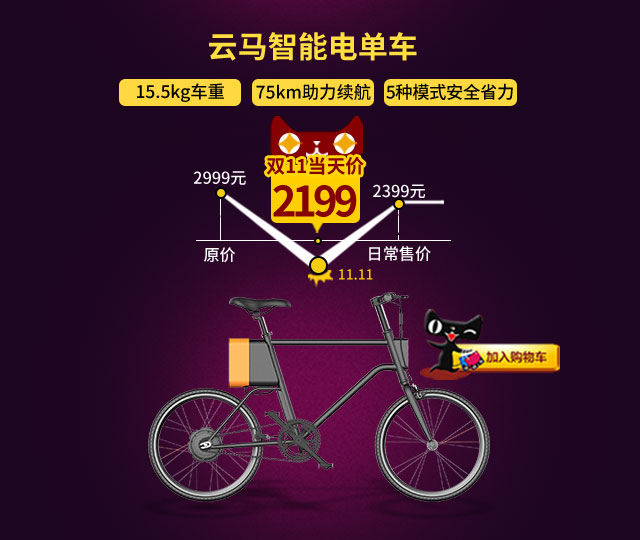 云马智能电单车
15.5kg车重 75km助力续航 5种模式安全省力
双11当天价
2999元 2199 2399元
原价 日常售价
11.11
加入购物车